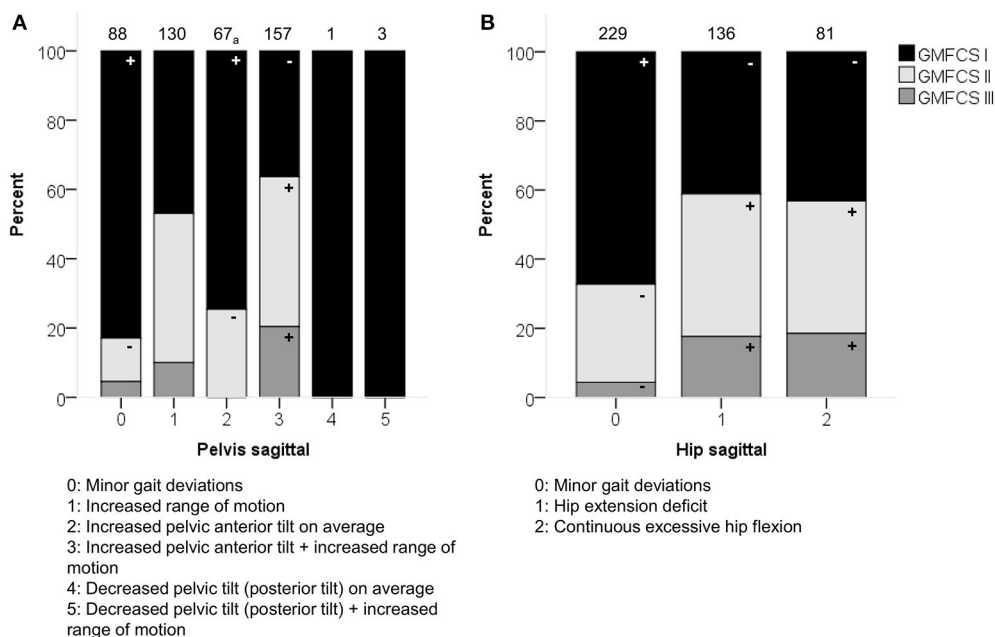 A
88 130 67a 157 1 3
100
80
60
40
20
0
Percent
+ + -
+
- -
+
0 1 2 3 4 5
Pelvis sagittal
0: Minor gait deviations
1: Increased range of motion
2: Increased pelvic anterior tilt on average
3: Increased pelvic anterior tilt + increased range of
motion
4: Decreased pelvic tilt (posterior tilt) on average
5: Decreased pelvic tilt (posterior tilt) + increased
range of motion
B
229 136 81
100
80
60
40
20
0
Percent
+ - -
+ +
-
+ +
-
0 1 2
Hip sagittal
0: Minor gait deviations
1: Hip extension deficit
2: Continuous excessive hip flexion
GMFCS I
GMFCS II
GMFCS III